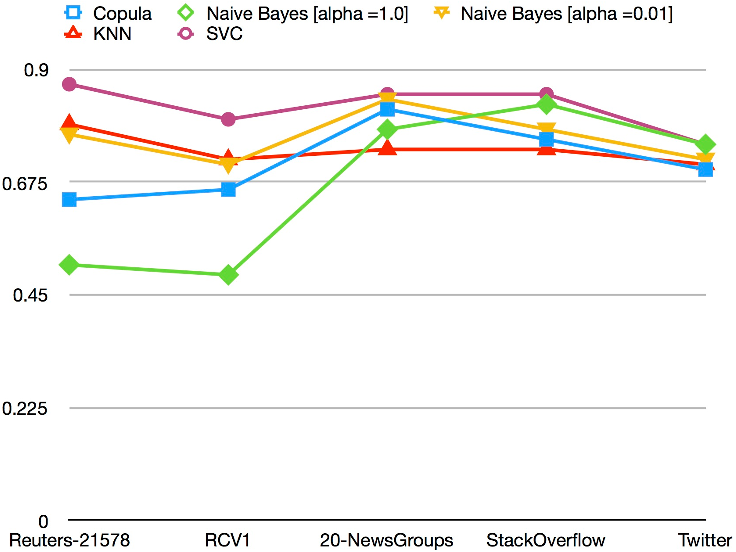 Copula Naive Bayes [alpha =1.0] Naive Bayes [alpha =0.01]
KNN SVC
0.9
0.675
0.45
0.225
0
Reuters-21578 RCV1 20-NewsGroups StackOverflow Twitter